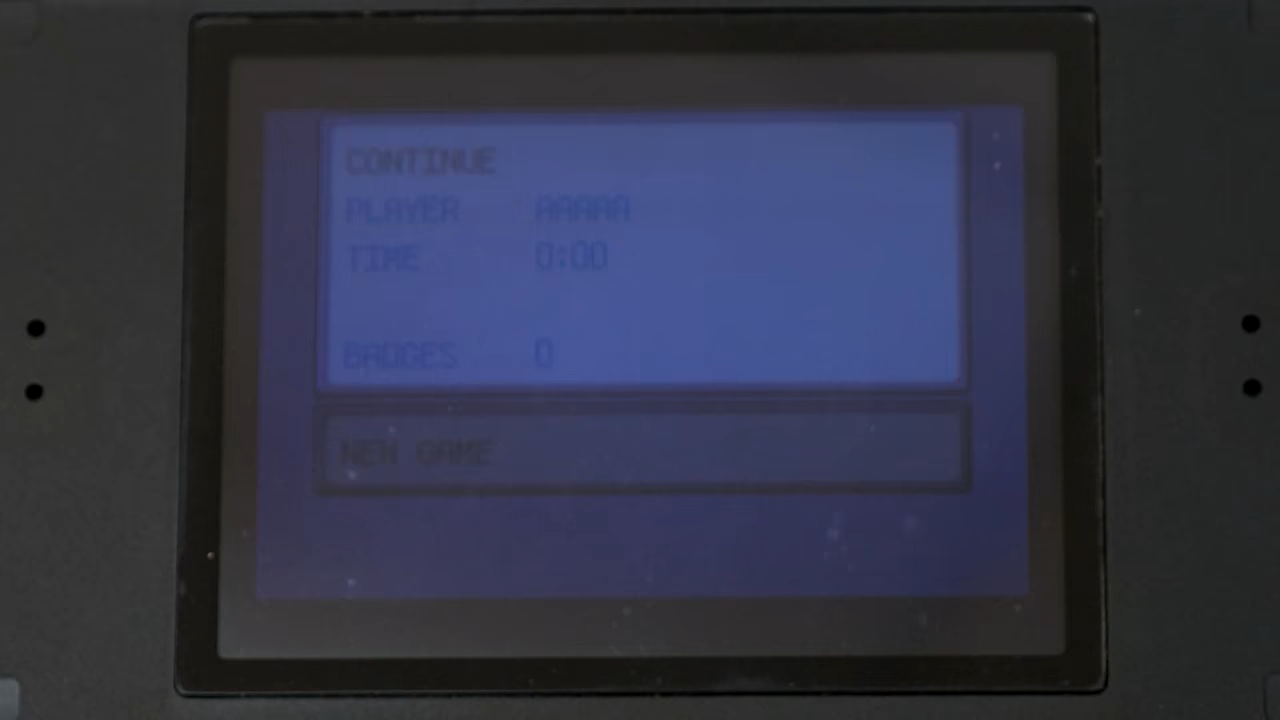 CONTINUE
PLAYER AAAAA
TIME 0:00
BADGES 0
NEW GAME